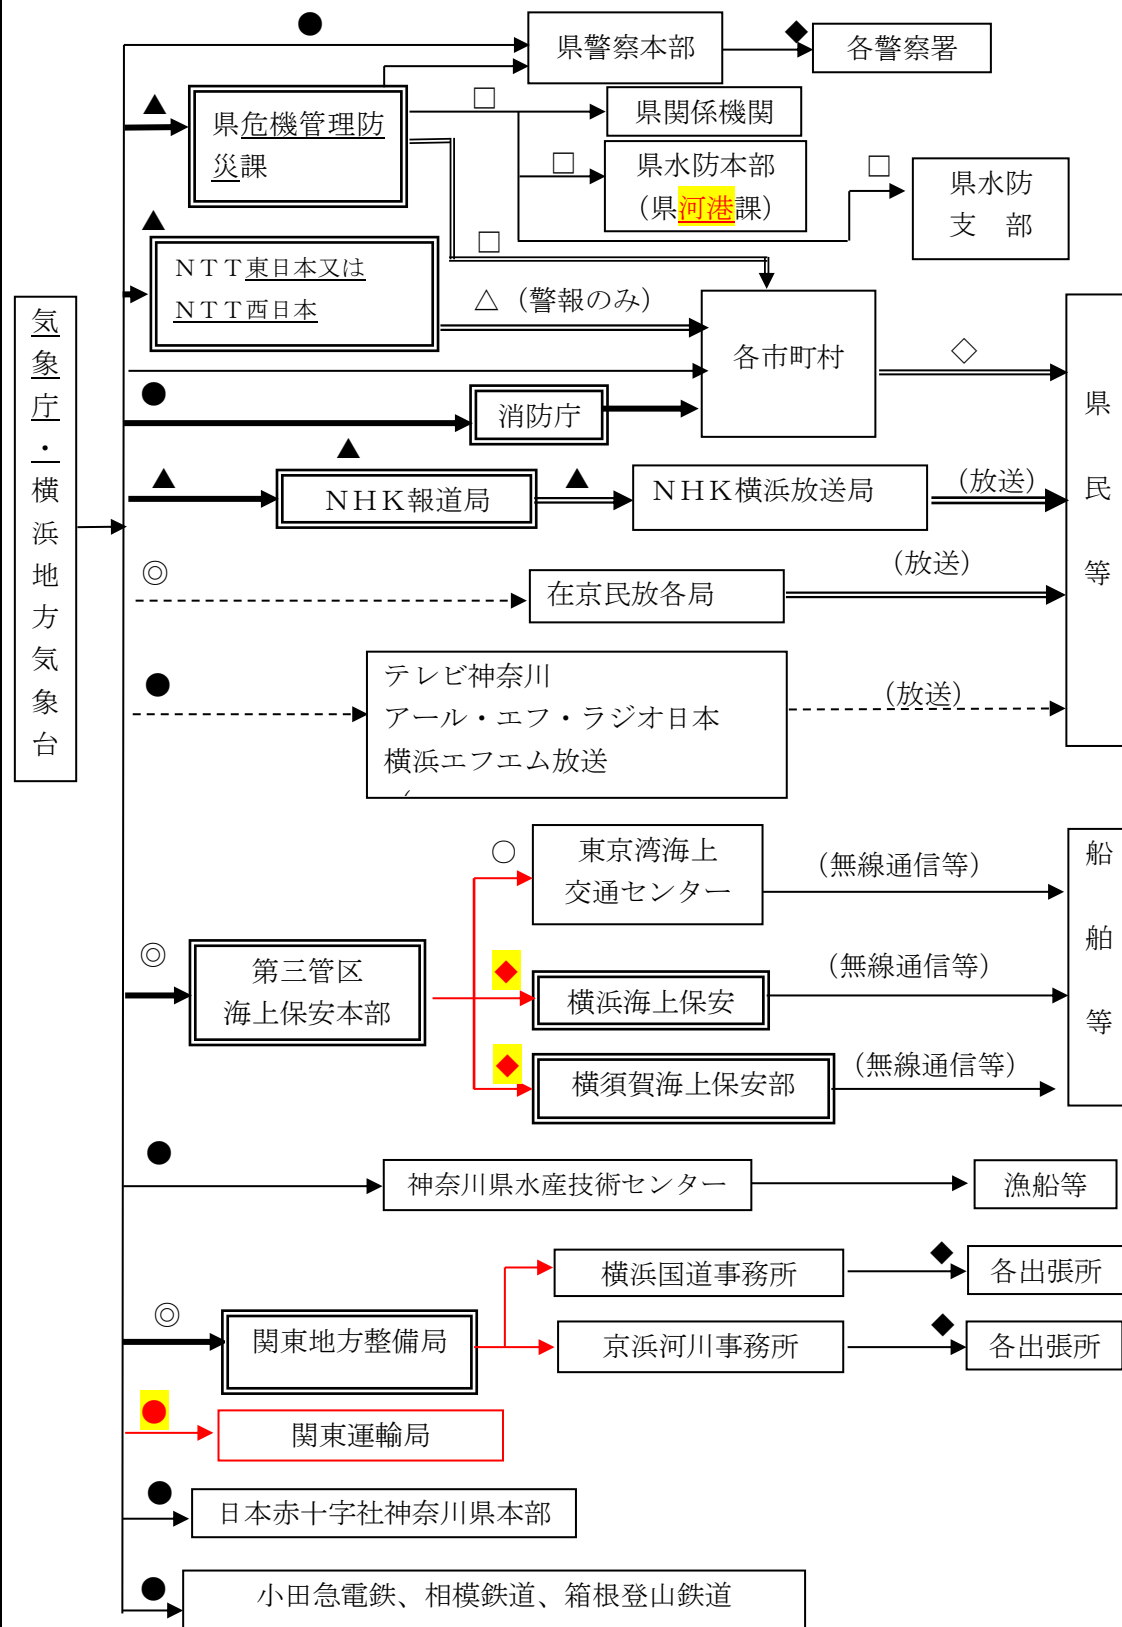 ●
県警察本部
◆
各警察署
▲
県危機管理防
災課
□
県関係機関
□
県水防本部
（県河港課）
□
県水防
支　部
▲
ＮＴＴ東日本又は
ＮＴＴ西日本
□
△（警報のみ）
各市町村
◇
県民等
気象庁・横浜地方気象台
●
消防庁
▲
▲
ＮＨＫ報道局
▲
ＮＨＫ横浜放送局
（放送）
◎
在京民放各局
（放送）
●
テレビ神奈川
アール・エフ・ラジオ日本
横浜エフエム放送
（放送）
○
東京湾海上
交通センター
（無線通信等）
船舶等
◎
第三管区
海上保安本部
◆
横浜海上保安
（無線通信等）
◆
横須賀海上保安部
（無線通信等）
●
神奈川県水産技術センター
漁船等
◎
関東地方整備局
横浜国道事務所
◆
各出張所
京浜河川事務所
◆
各出張所
●
関東運輸局
●
日本赤十字社神奈川県本部
●
小田急電鉄、相模鉄道、箱根登山鉄道